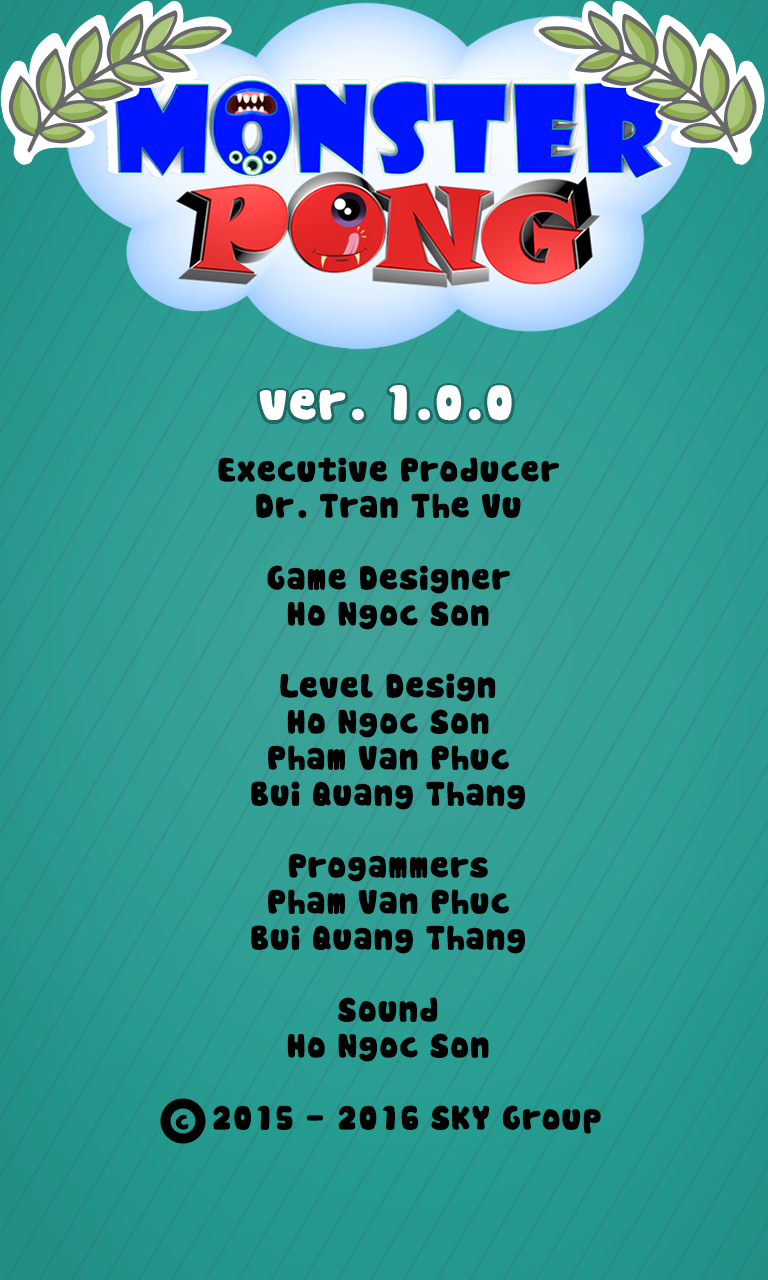 MONSTER
PONG
ver. 1.0.0
Executive Producer
Dr. Tran The Vu
Game Designer
Ho Ngoc Son
Level Design
Ho Ngoc Son
Pham Van Phuc
Bui Quang Thang
Progammers
Pham Van Phuc
Bui Quang Thang
Sound
Ho Ngoc Son
© 2015 - 2016 SKY Group